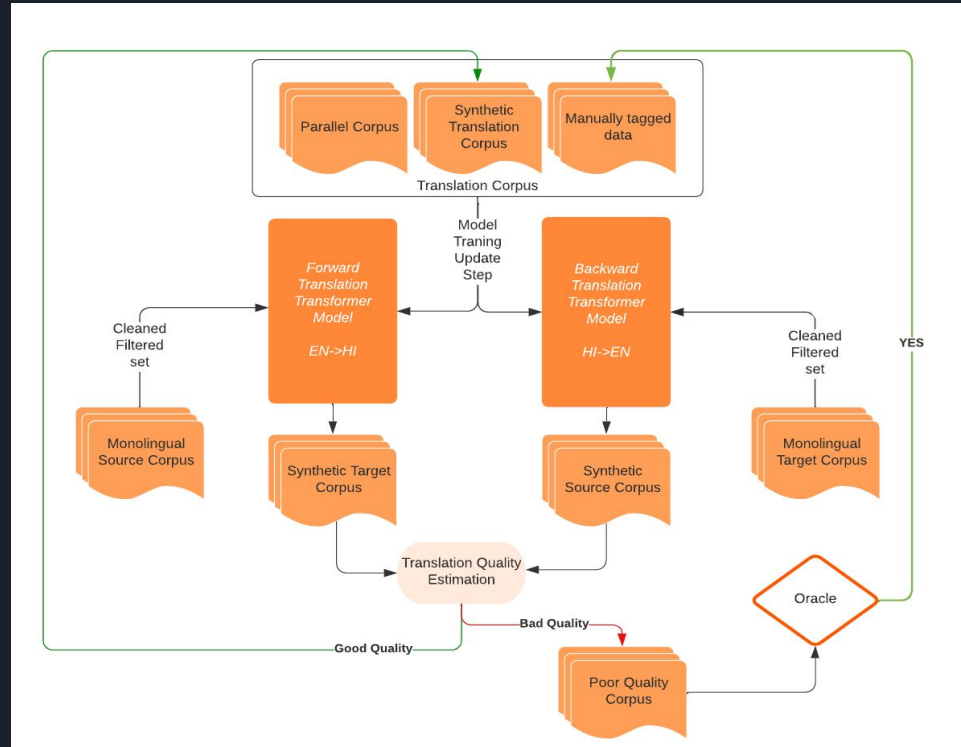 Parallel Corpus
Synthetic
Translation
Corpus
Manually tagged
data
Translation Corpus
Model
Traning
Update
Step
Forward
Translation
Transformer
Model
EN->HI
Backward
Translation
Transformer
Model
HI->EN
Cleaned
Filtered
set
Cleaned
Filtered
set
YES
Monolingual
Source Corpus
Synthetic Target
Corpus
Synthetic
Source Corpus
Monolingual
Target Corpus
Translation Quality
Estimation
Oracle
Bad Quality
Good Quality
Poor Quality
Corpus